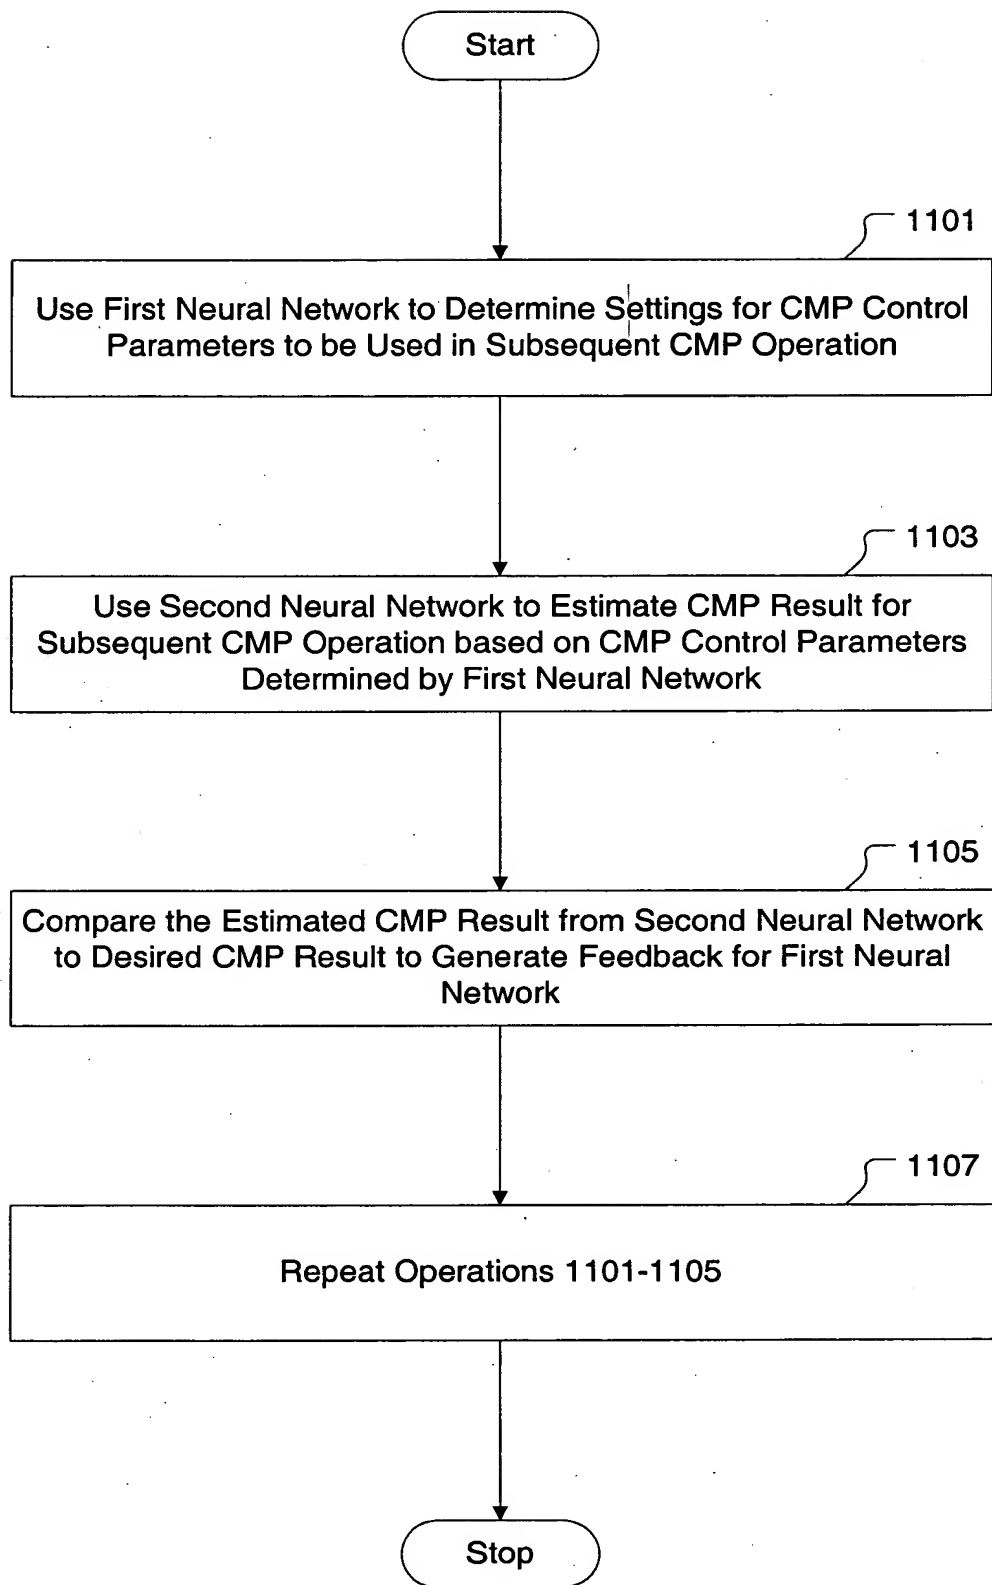 Start
1101
Use First Neural Network to Determine Settings for CMP Control
Parameters to be Used in Subsequent CMP Operation
1103
Use Second Neural Network to Estimate CMP Result for
Subsequent CMP Operation based on CMP Control Parameters
Determined by First Neural Network
1105
Compare the Estimated CMP Result from Second Neural Network
to Desired CMP Result to Generate Feedback for First Neural
Network
1107
Repeat Operations 1101-1105
Stop